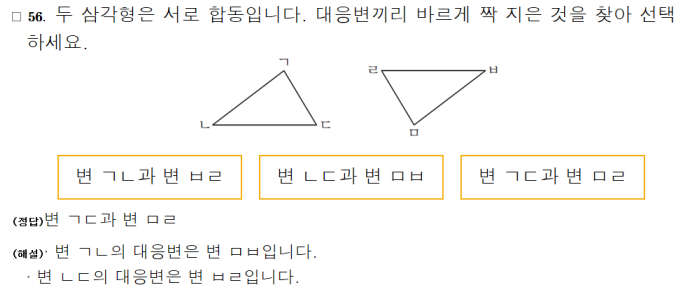 □ 56. 두 삼각형은 서로 합동입니다. 대응변끼리 바르게 짝 지은 것을 찾아 선택
하세요.
ㄱ
ㄹ ㅂ
ㄴ ㄷ
ㅁ
변 ㄱㄴ과 변 ㅂㄹ 변 ㄴㄷ과 변 ㅁㅂ 변 ㄱㄷ과 변 ㅁㄹ
(정답)변 ㄱㄷ과 변 ㅁㄹ
(해설)· 변 ㄱㄴ의 대응변은 변 ㅁㅂ입니다.
· 변 ㄴㄷ의 대응변은 변 ㅂㄹ입니다.